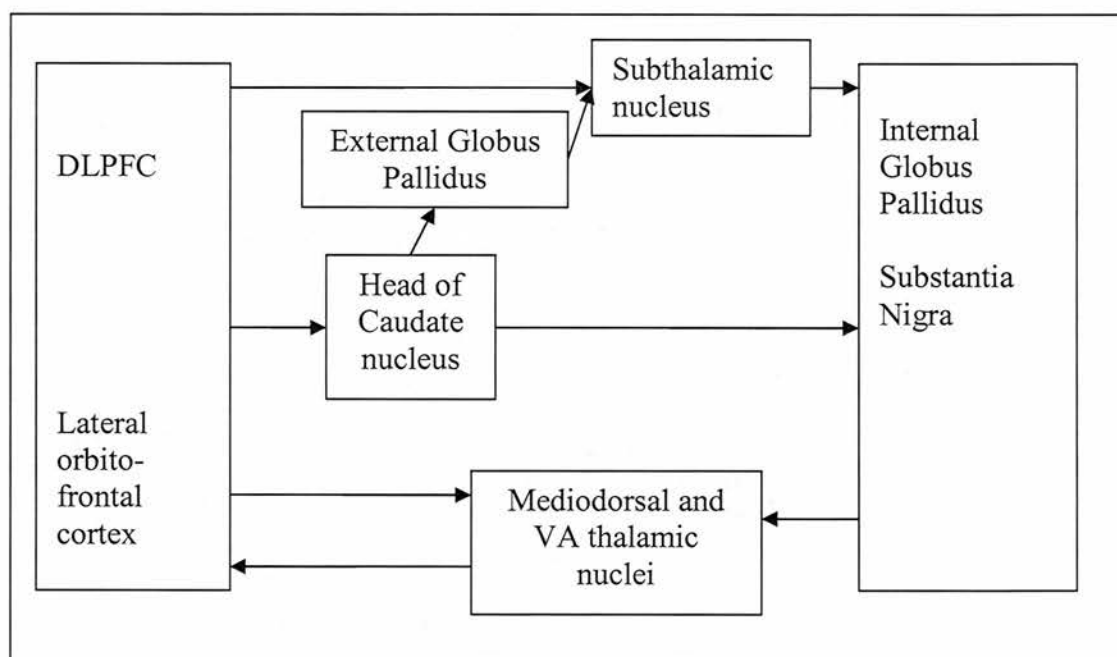 DLPFC
Lateral
orbito-
frontal
cortex
External Globus
Pallidus
Head of
Caudate
nucleus
Subthalamic
nucleus
Mediodorsal and
VA thalamic
nuclei
Internal
Globus
Pallidus
Substantia
Nigra